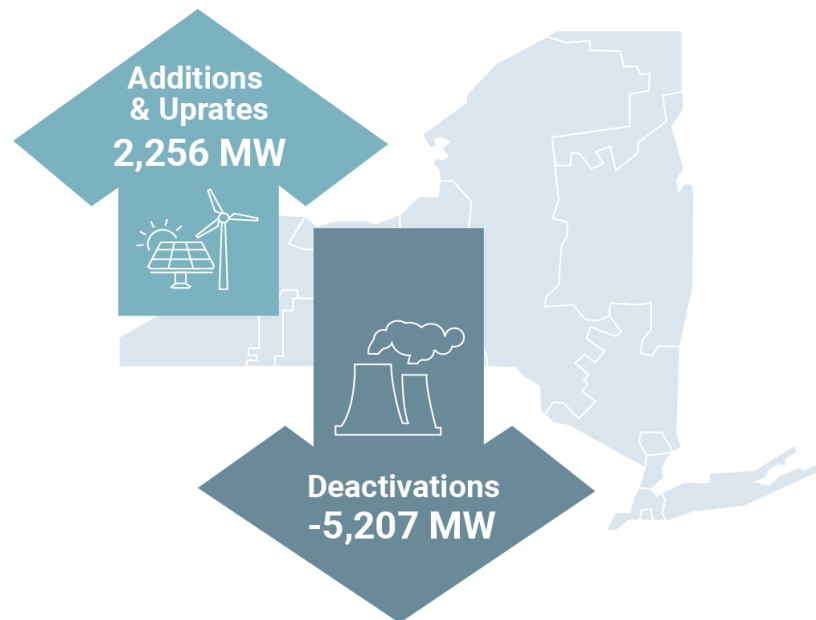 Additions
& Uprates
2,256 MW
Deactivations
-5,207 MW